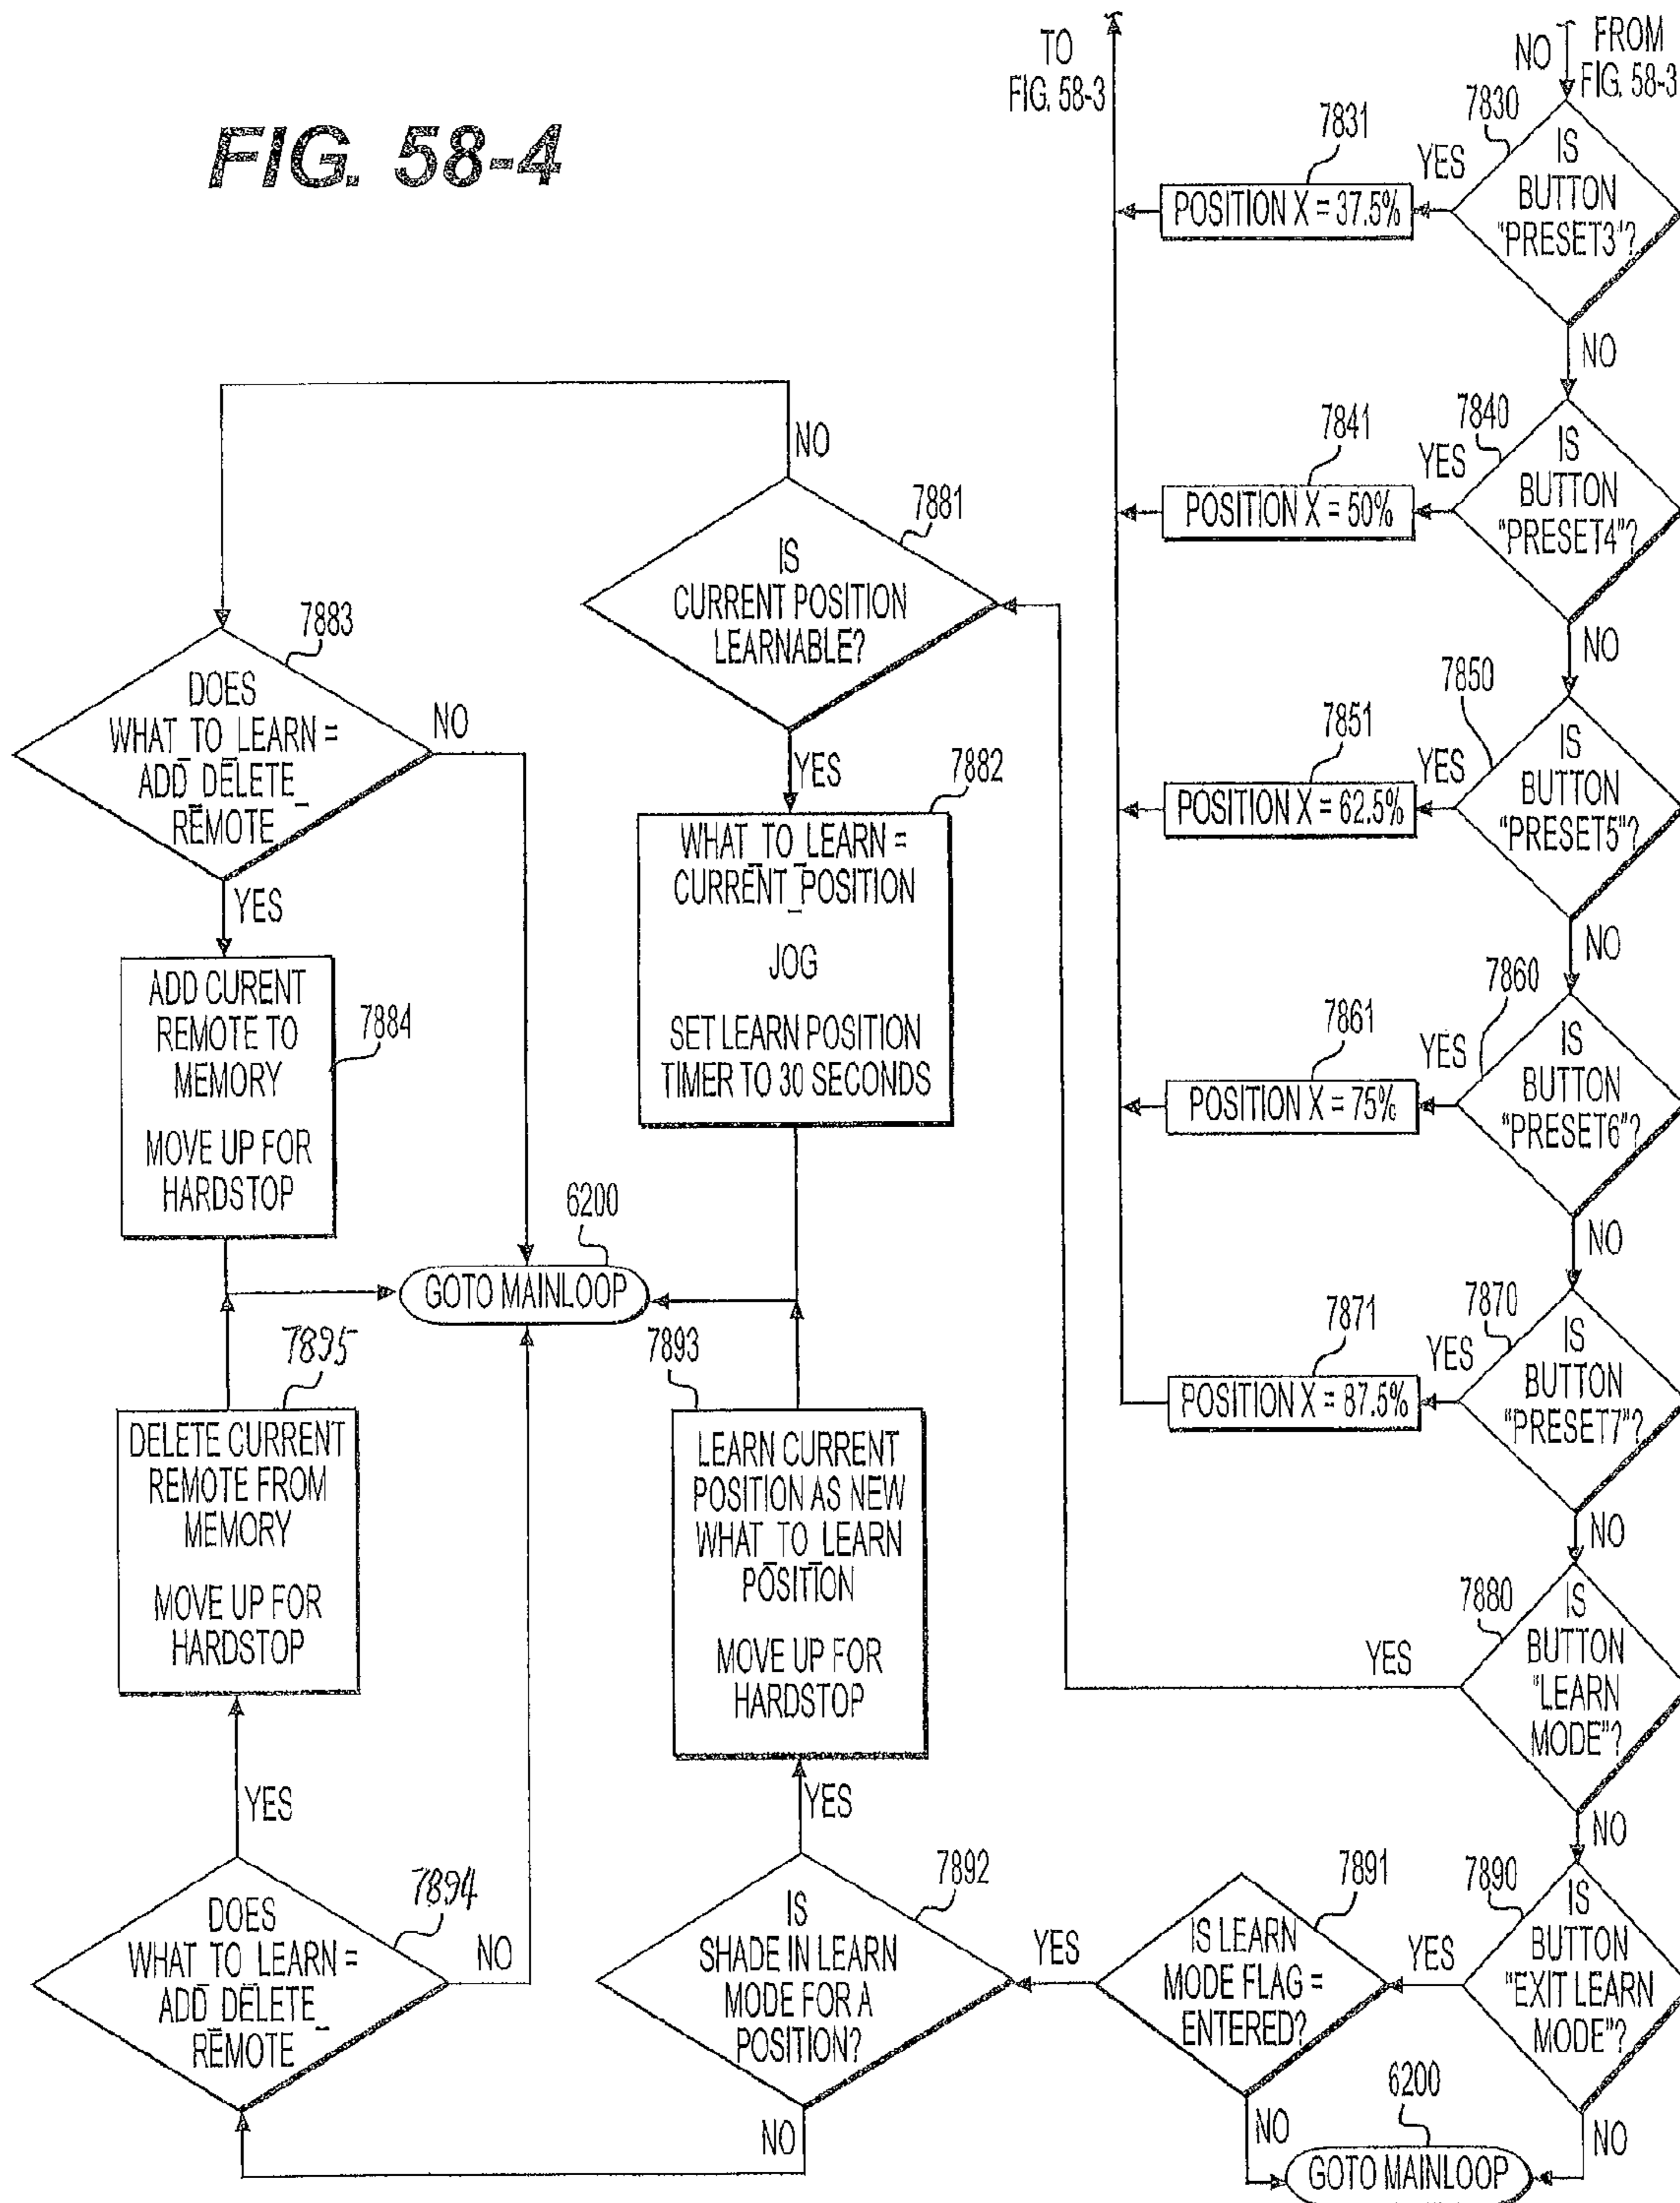 FIG. 58-4
TO
FIG. 58-3
NO
FROM
FIG. 58-3
7830
IS
BUTTON
"PRESET3"?
YES
7831
POSITION X = 37.5%
NO
7840
IS
BUTTON
"PRESET4"?
YES
7841
POSITION X = 50%
NO
7850
IS
BUTTON
"PRESET5"?
YES
7851
POSITION X = 62.5%
NO
7860
IS
BUTTON
"PRESET6"?
YES
7861
POSITION X = 75%
NO
7870
IS
BUTTON
"PRESET7"?
YES
7871
POSITION X = 87.5%
NO
7880
IS
BUTTON
"LEARN
MODE"?
YES
NO
7890
IS
BUTTON
"EXIT LEARN
MODE"?
YES
NO
7881
IS
CURRENT POSITION
LEARNABLE?
NO
YES
7882
WHAT_TO_LEARN =
CURRENT_POSITION
JOG
SET LEARN POSITION
TIMER TO 30 SECONDS
7883
DOES
WHAT_TO_LEARN =
ADD_DELETE_
REMOTE
NO
YES
7884
ADD CURENT
REMOTE TO
MEMORY
MOVE UP FOR
HARDSTOP
6200
GOTO MAINLOOP
7895
DELETE CURRENT
REMOTE FROM
MEMORY
MOVE UP FOR
HARDSTOP
7893
LEARN CURRENT
POSITION AS NEW
WHAT_TO_LEARN
POSITION
MOVE UP FOR
HARDSTOP
YES
YES
7894
DOES
WHAT_TO_LEARN =
ADD_DELETE_
REMOTE
NO
7892
IS
SHADE IN LEARN
MODE FOR A
POSITION?
NO
YES
7891
IS LEARN
MODE FLAG =
ENTERED?
NO
6200
GOTO MAINLOOP